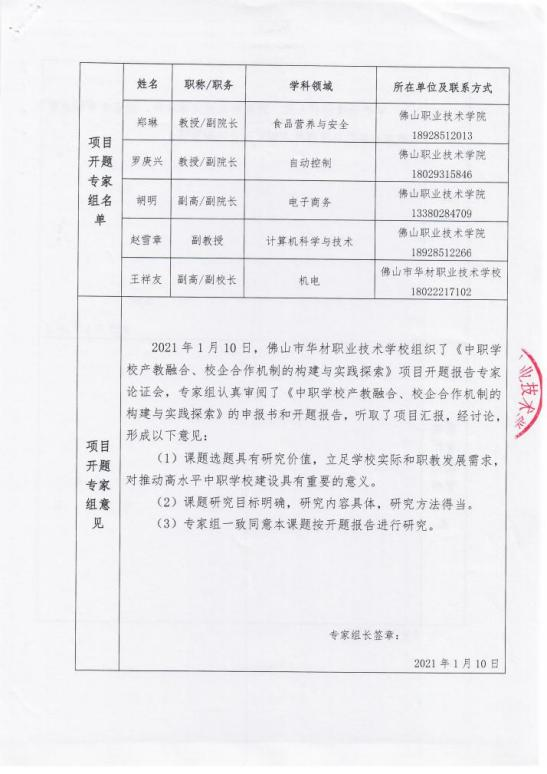 姓名 职称/职务 学科领域 所在单位及联系方式
项目
开题
专家
组名
单
郑琳 教授/副院长 食品营养与安全 佛山职业技术学院
18928512013
罗庚兴 教授/副院长 自动控制 佛山职业技术学院
18029315846
胡明 副高/副院长 电子商务 佛山职业技术学院
13380284709
赵雪章 副教授 计算机科学与技术 佛山职业技术学院
18928512266
王祥友 副高/副校长 机电 佛山市华材职业技术学校
18022217102
项目
开题
专家
组意
见
2021 年 1 月 10 日，佛山市华材职业技术学校组织了《中职学
校产教融合、校企合作机制的构建与实践探索》项目开题报告专家
论证会，专家组认真审阅了《中职学校产教融合、校企合作机制的
构建与实践探索》的申报书和开题报告，听取了项目汇报，经讨论，
形成以下意见：
（1）课题选题具有研究价值，立足学校实际和职教发展需求，
对推动高水平中职学校建设具有重要的意义。
（2）课题研究目标明确，研究内容具体，研究方法得当。
（3）专家组一致同意本课题按开题报告进行研究。
专家组长签章：
2021 年 1 月 10 日
业技术